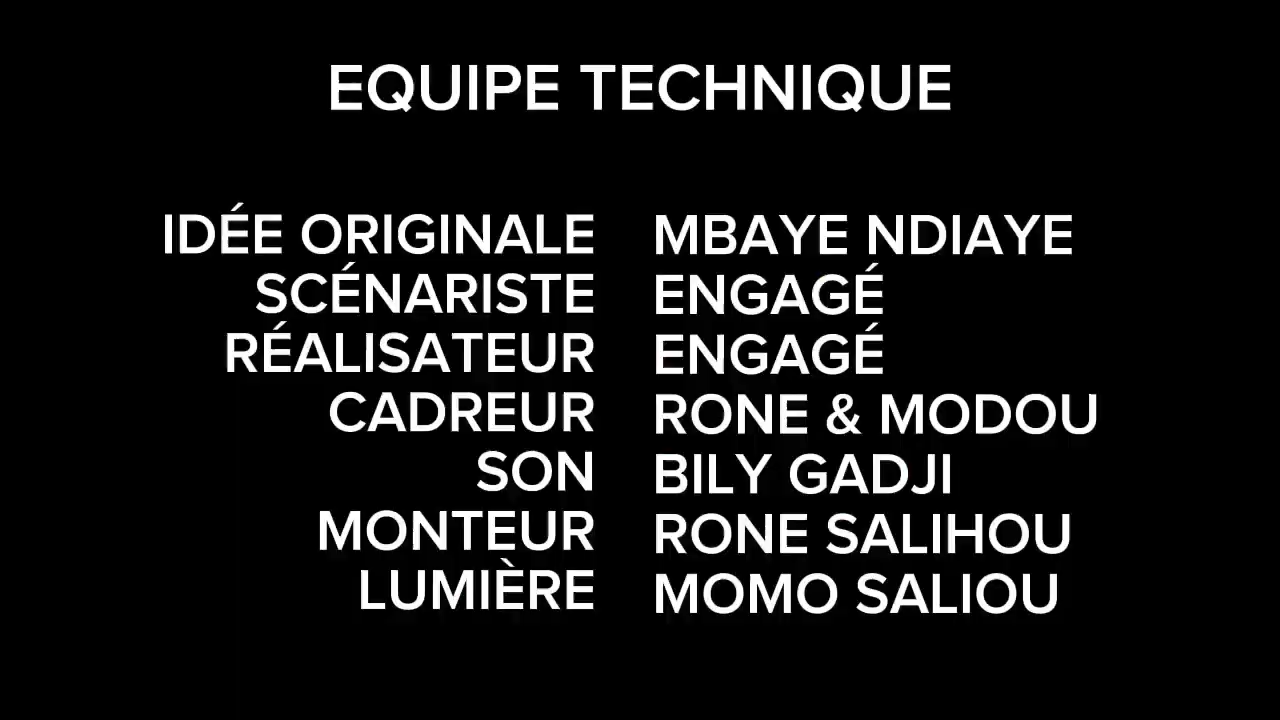 EQUIPE TECHNIQUE
IDÉE ORIGINALE MBAYE NDIAYE
SCÉNARISTE ENGAGÉ
RÉALISATEUR ENGAGÉ
CADREUR RONE & MODOU
SON BILY GADJI
MONTEUR RONE SALIHOU
LUMIÈRE MOMO SALIOU